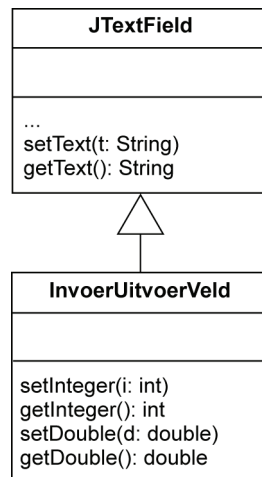 JTextField
...
setText(t: String)
getText(): String
InvoerUitvoerVeld
setInteger(i: int)
getInteger(): int
setDouble(d: double)
getDouble(): double